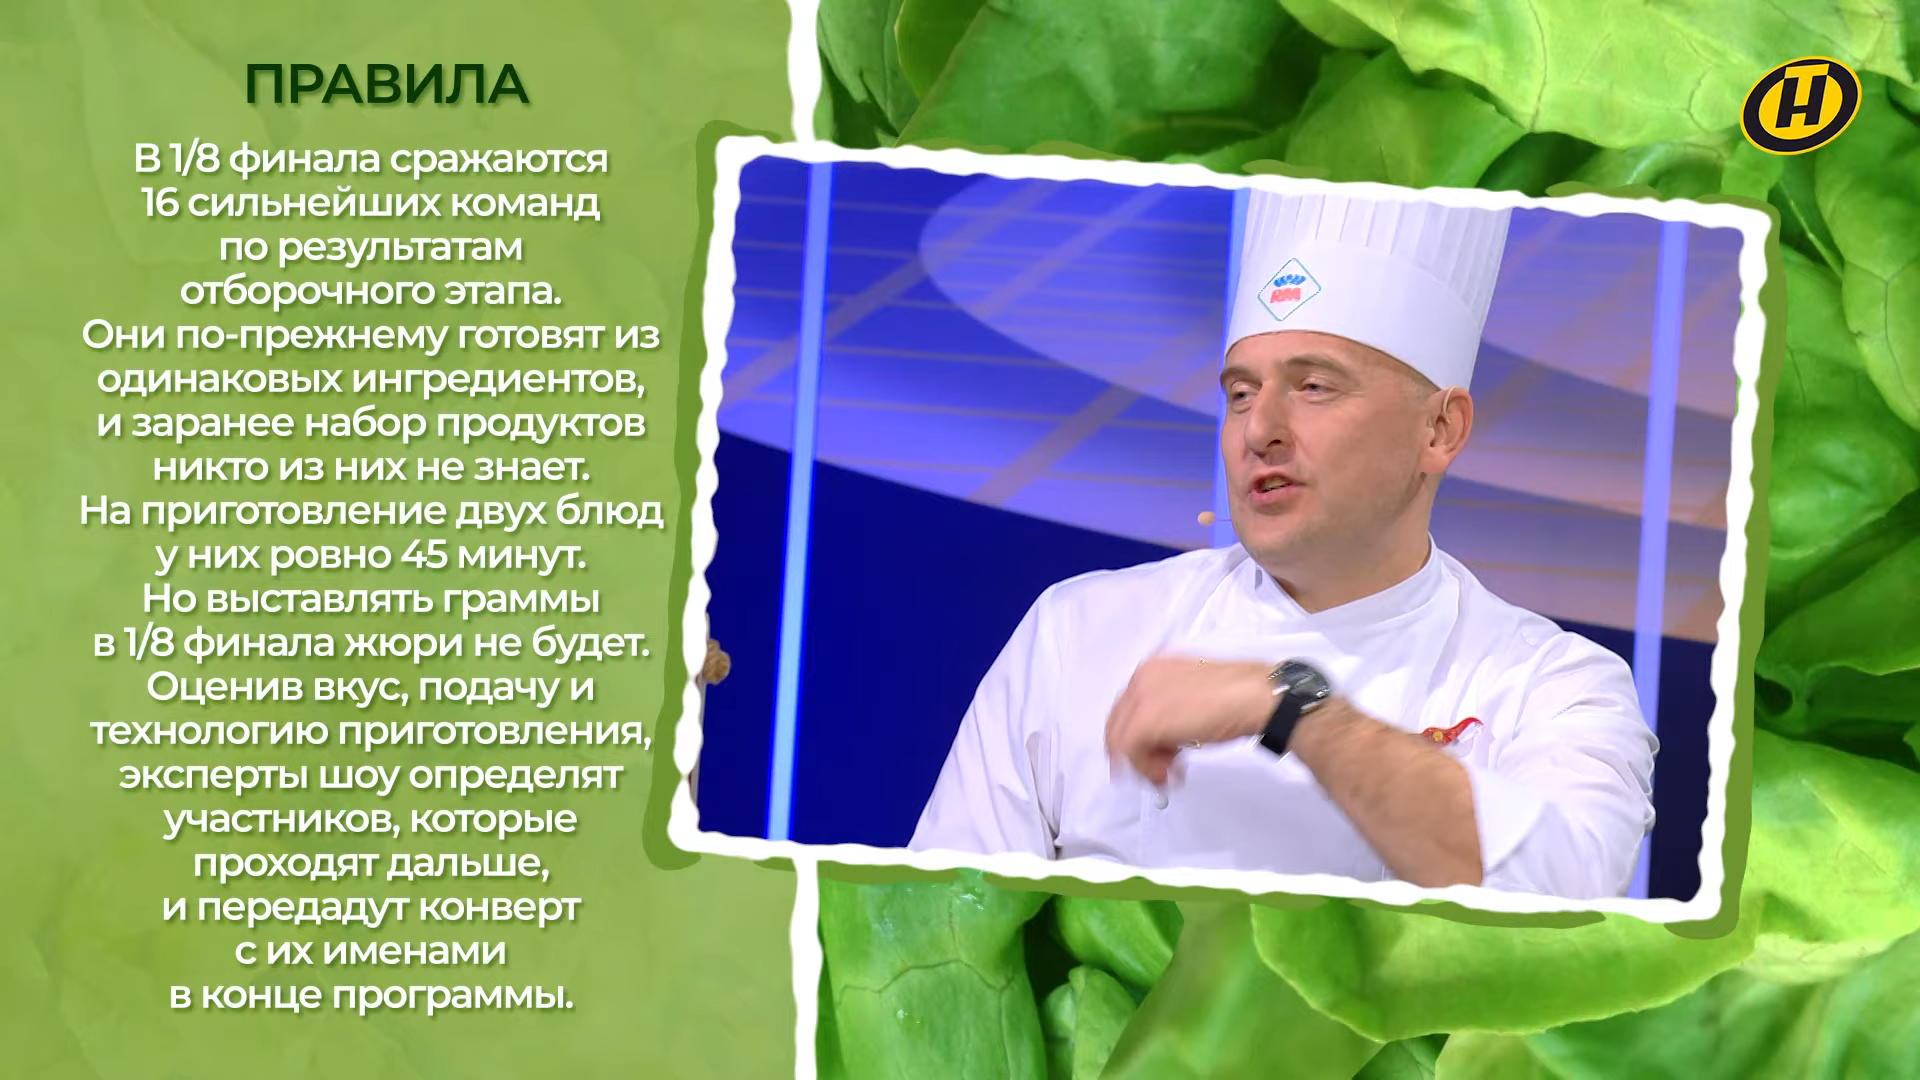 ПРАВИЛА
В 1/8 финала сражаются
16 сильнейших команд
по результатам
отборочного этапа.
Они по-прежнему готовят из
одинаковых ингредиентов,
и заранее набор продуктов
никто из них не знает.
На приготовление двух блюд
у них ровно 45 минут.
Но выставлять граммы
в 1/8 финала жюри не будет.
Оценив вкус, подачу и
технологию приготовления,
эксперты шоу определят
участников, которые
проходят дальше,
и передадут конверт
с их именами
в конце программы.
ОНТ
RM